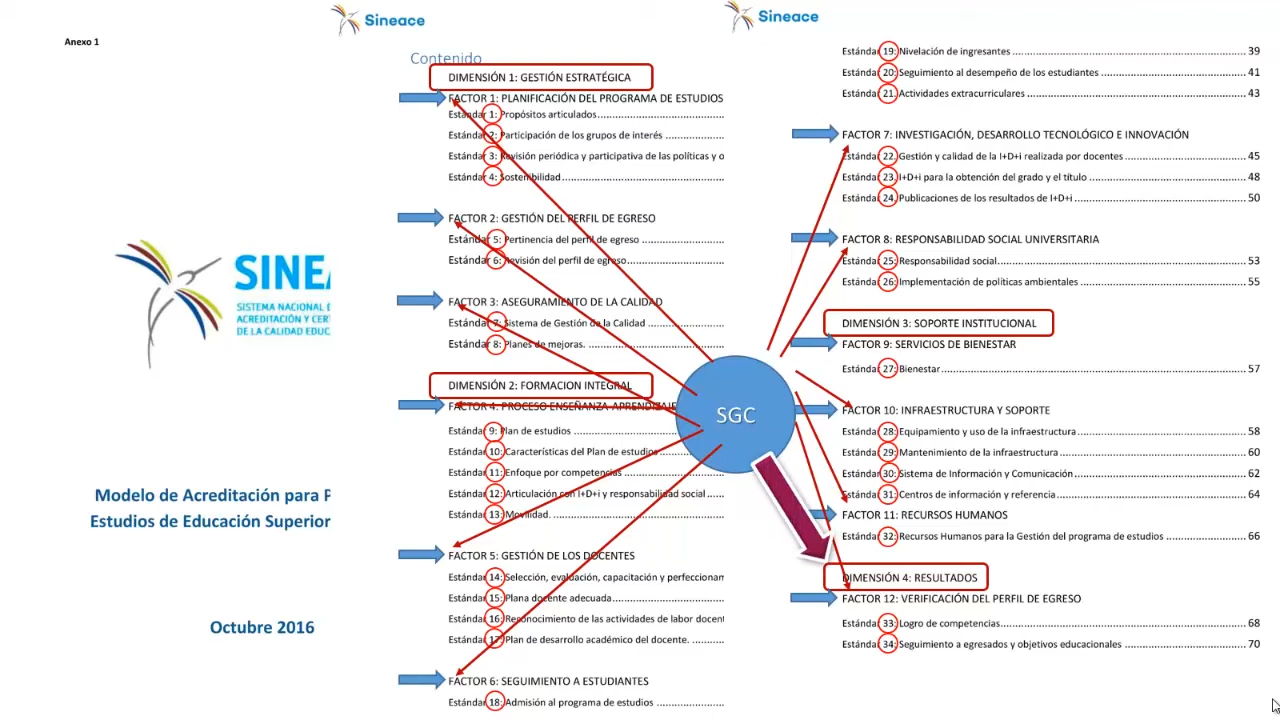 Anexo 1
SINEA
SISTEMA NACIONAL D
ACREDITACIÓN Y CER
DE LA CALIDAD EDUC
Modelo de Acreditación para P
Estudios de Educación Superior
Octubre 2016
Sineace
Contenido
DIMENSIÓN 1: GESTIÓN ESTRATÉGICA
FACTOR 1: PLANIFICACIÓN DEL PROGRAMA DE ESTUDIOS
Estándar 1: Propósitos articulados
Estándar 2: Participación de los grupos de interés
Estándar 3: Revisión periódica y participativa de las políticas y o
Estándar 4: Sostenibilidad
FACTOR 2: GESTIÓN DEL PERFIL DE EGRESO
Estándar 5: Pertinencia del perfil de egreso
Estándar 6: Revisión del perfil de egreso
FACTOR 3: ASEGURAMIENTO DE LA CALIDAD
Estándar 7: Sistema de Gestión de la Calidad
Estándar 8: Planes de mejoras.
DIMENSIÓN 2: FORMACION INTEGRAL
FACTOR 4: PROCESO ENSEÑANZA-APRENDIZAJE
Estándar 9: Plan de estudios
Estándar 10: Características del Plan de estudios
Estándar 11: Enfoque por competencias
Estándar 12: Articulación con I+D+i y responsabilidad social
Estándar 13: Movilidad.
FACTOR 5: GESTIÓN DE LOS DOCENTES
Estándar 14: Selección, evaluación, capacitación y perfeccionam
Estándar 15: Plana docente adecuada
Estándar 16: Reconocimiento de las actividades de labor docent
Estándar 17: Plan de desarrollo académico del docente.
FACTOR 6: SEGUIMIENTO A ESTUDIANTES
Estándar 18: Admisión al programa de estudios
SGC
Sineace
Estándar 19: Nivelación de ingresantes 39
Estándar 20: Seguimiento al desempeño de los estudiantes 41
Estándar 21. Actividades extracurriculares 43
FACTOR 7: INVESTIGACIÓN, DESARROLLO TECNOLÓGICO E INNOVACIÓN
Estándar 22. Gestión y calidad de la I+D+i realizada por docentes 45
Estándar 23. I+D+i para la obtención del grado y el título 48
Estándar 24. Publicaciones de los resultados de I+D+i 50
FACTOR 8: RESPONSABILIDAD SOCIAL UNIVERSITARIA
Estándar 25: Responsabilidad social 53
Estándar 26: Implementación de políticas ambientales 55
DIMENSIÓN 3: SOPORTE INSTITUCIONAL
FACTOR 9: SERVICIOS DE BIENESTAR
Estándar 27: Bienestar 57
FACTOR 10: INFRAESTRUCTURA Y SOPORTE
Estándar 28: Equipamiento y uso de la infraestructura 58
Estándar 29: Mantenimiento de la infraestructura 60
Estándar 30: Sistema de Información y Comunicación 62
Estándar 31: Centros de información y referencia 64
FACTOR 11: RECURSOS HUMANOS
Estándar 32: Recursos Humanos para la Gestión del programa de estudios 66
DIMENSIÓN 4: RESULTADOS
FACTOR 12: VERIFICACIÓN DEL PERFIL DE EGRESO
Estándar 33: Logro de competencias 68
Estándar 34: Seguimiento a egresados y objetivos educacionales 70